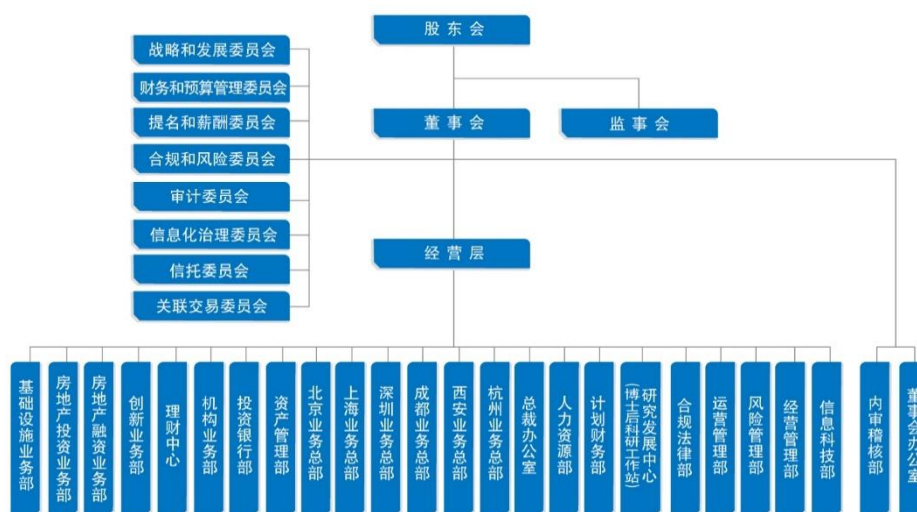 股东会
战略和发展委员会
财务和预算管理委员会
提名和薪酬委员会
合规和风险委员会
审计委员会
信息化治理委员会
信托委员会
关联交易委员会
董事会
监事会
经营层
基础设施业务部
房地产投资业务部
房地产融资业务部
创新业务部
理财中心
机构业务部
投资银行部
资产管理部
北京业务总部
上海业务总部
深圳业务总部
成都业务总部
西安业务总部
杭州业务总部
总裁办公室
人力资源部
计划财务部
研究发展中心
(博士后科研工作站)
合规法律部
运营管理部
风险管理部
经营管理部
信息科技部
内审稽核部
董事会办公室